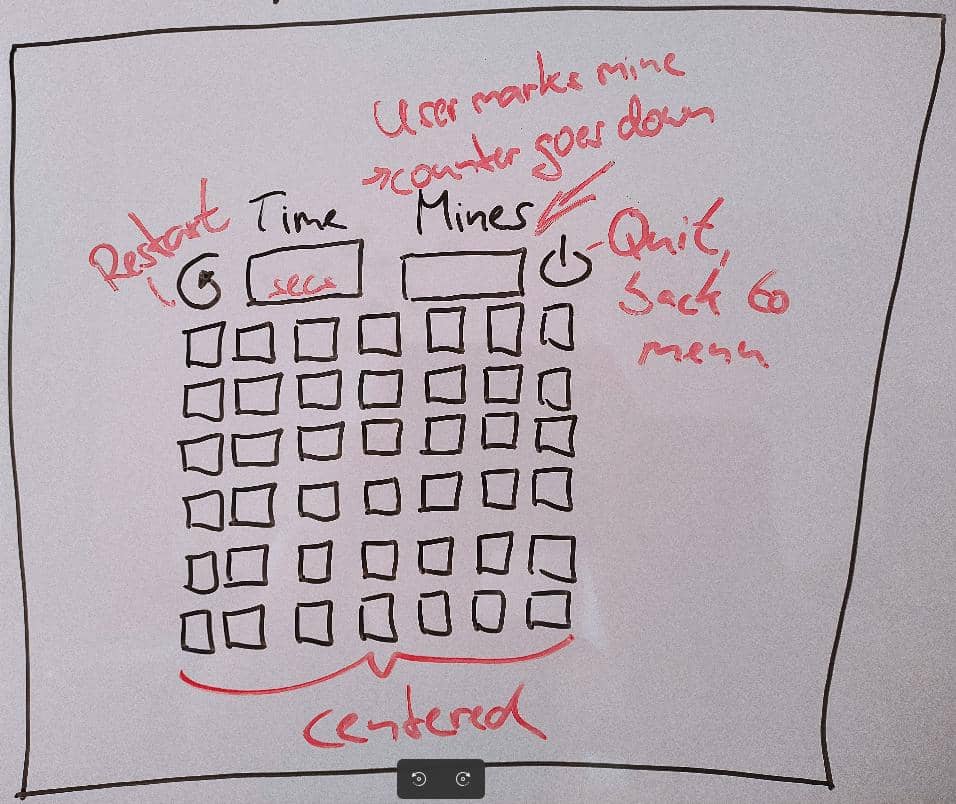 User marks mine
→ counter goes down
Restart
Time
Mines
secs
Quit,
back to
menu
centered